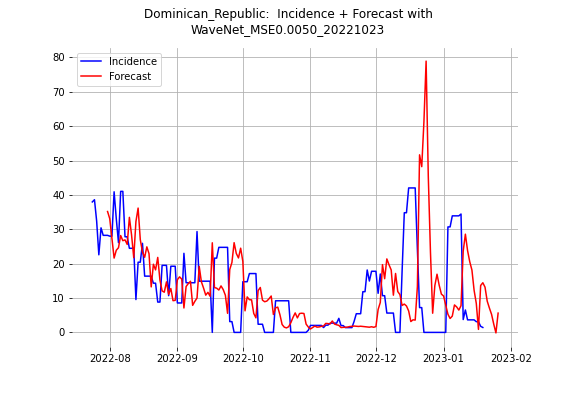 Dominican_Republic:  Incidence + Forecast with
WaveNet_MSE0.0050_20221023
Incidence
Forecast
80
70
60
50
40
30
20
10
0
2022-08 2022-09 2022-10 2022-11 2022-12 2023-01 2023-02